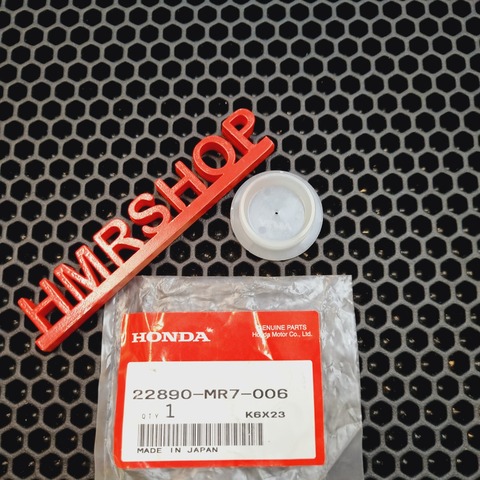 HMRSHOP
HONDA
GENUINE PARTS
Honda Motor Co., Ltd.
22890-MR7-006
QTY 1
K6X23
MADE IN JAPAN